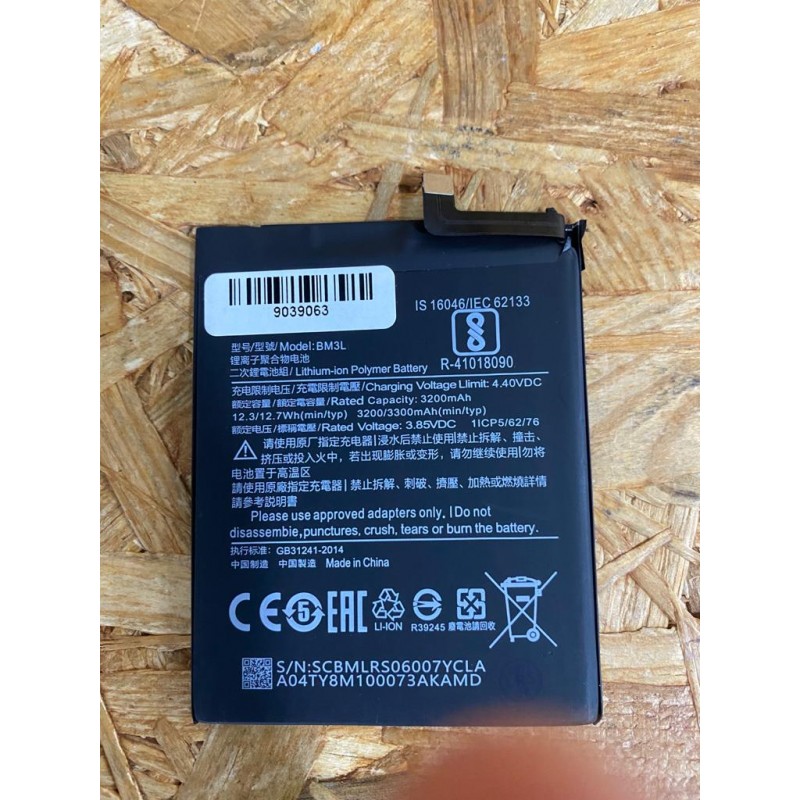 9039063
IS 16046/IEC 62133
R-41018090
型号/型號/Model: BM3L
锂离子聚合物电池
二次鋰電池組/ Lithium-ion Polymer Battery
充电限制电压/充電限制電壓/Charging Voltage Llimit: 4.40VDC
额定容量/額定容量/Rated Capacity: 3200mAh
12.3/12.7Wh(min/typ) 3200/3300mAh(min/typ)
额定电压/標稱電壓/Rated Voltage: 3.85VDC 1ICP5/62/76
请使用原厂指定充电器|浸水后禁止使用禁止拆解、撞击、
挤压或投入火中，若出现膨胀或变形，请勿继续使用|勿将
电池置于高温区
請使用原廠指定充電器|禁止拆解、刺破、擠壓、加熱或燃燒詳情
請參考說明書
Please use approved adapters only. I Do not
disassembie,punctures, crush, tears or burn the battery.
执行标准: GB31241-2014
中国制造 中國製造 Made in China
CE 5 EAC
LI-ION R39245 廢電池請回收
S/N:SCBMLRS06007YCLA
A04TY8M100073AKAMD